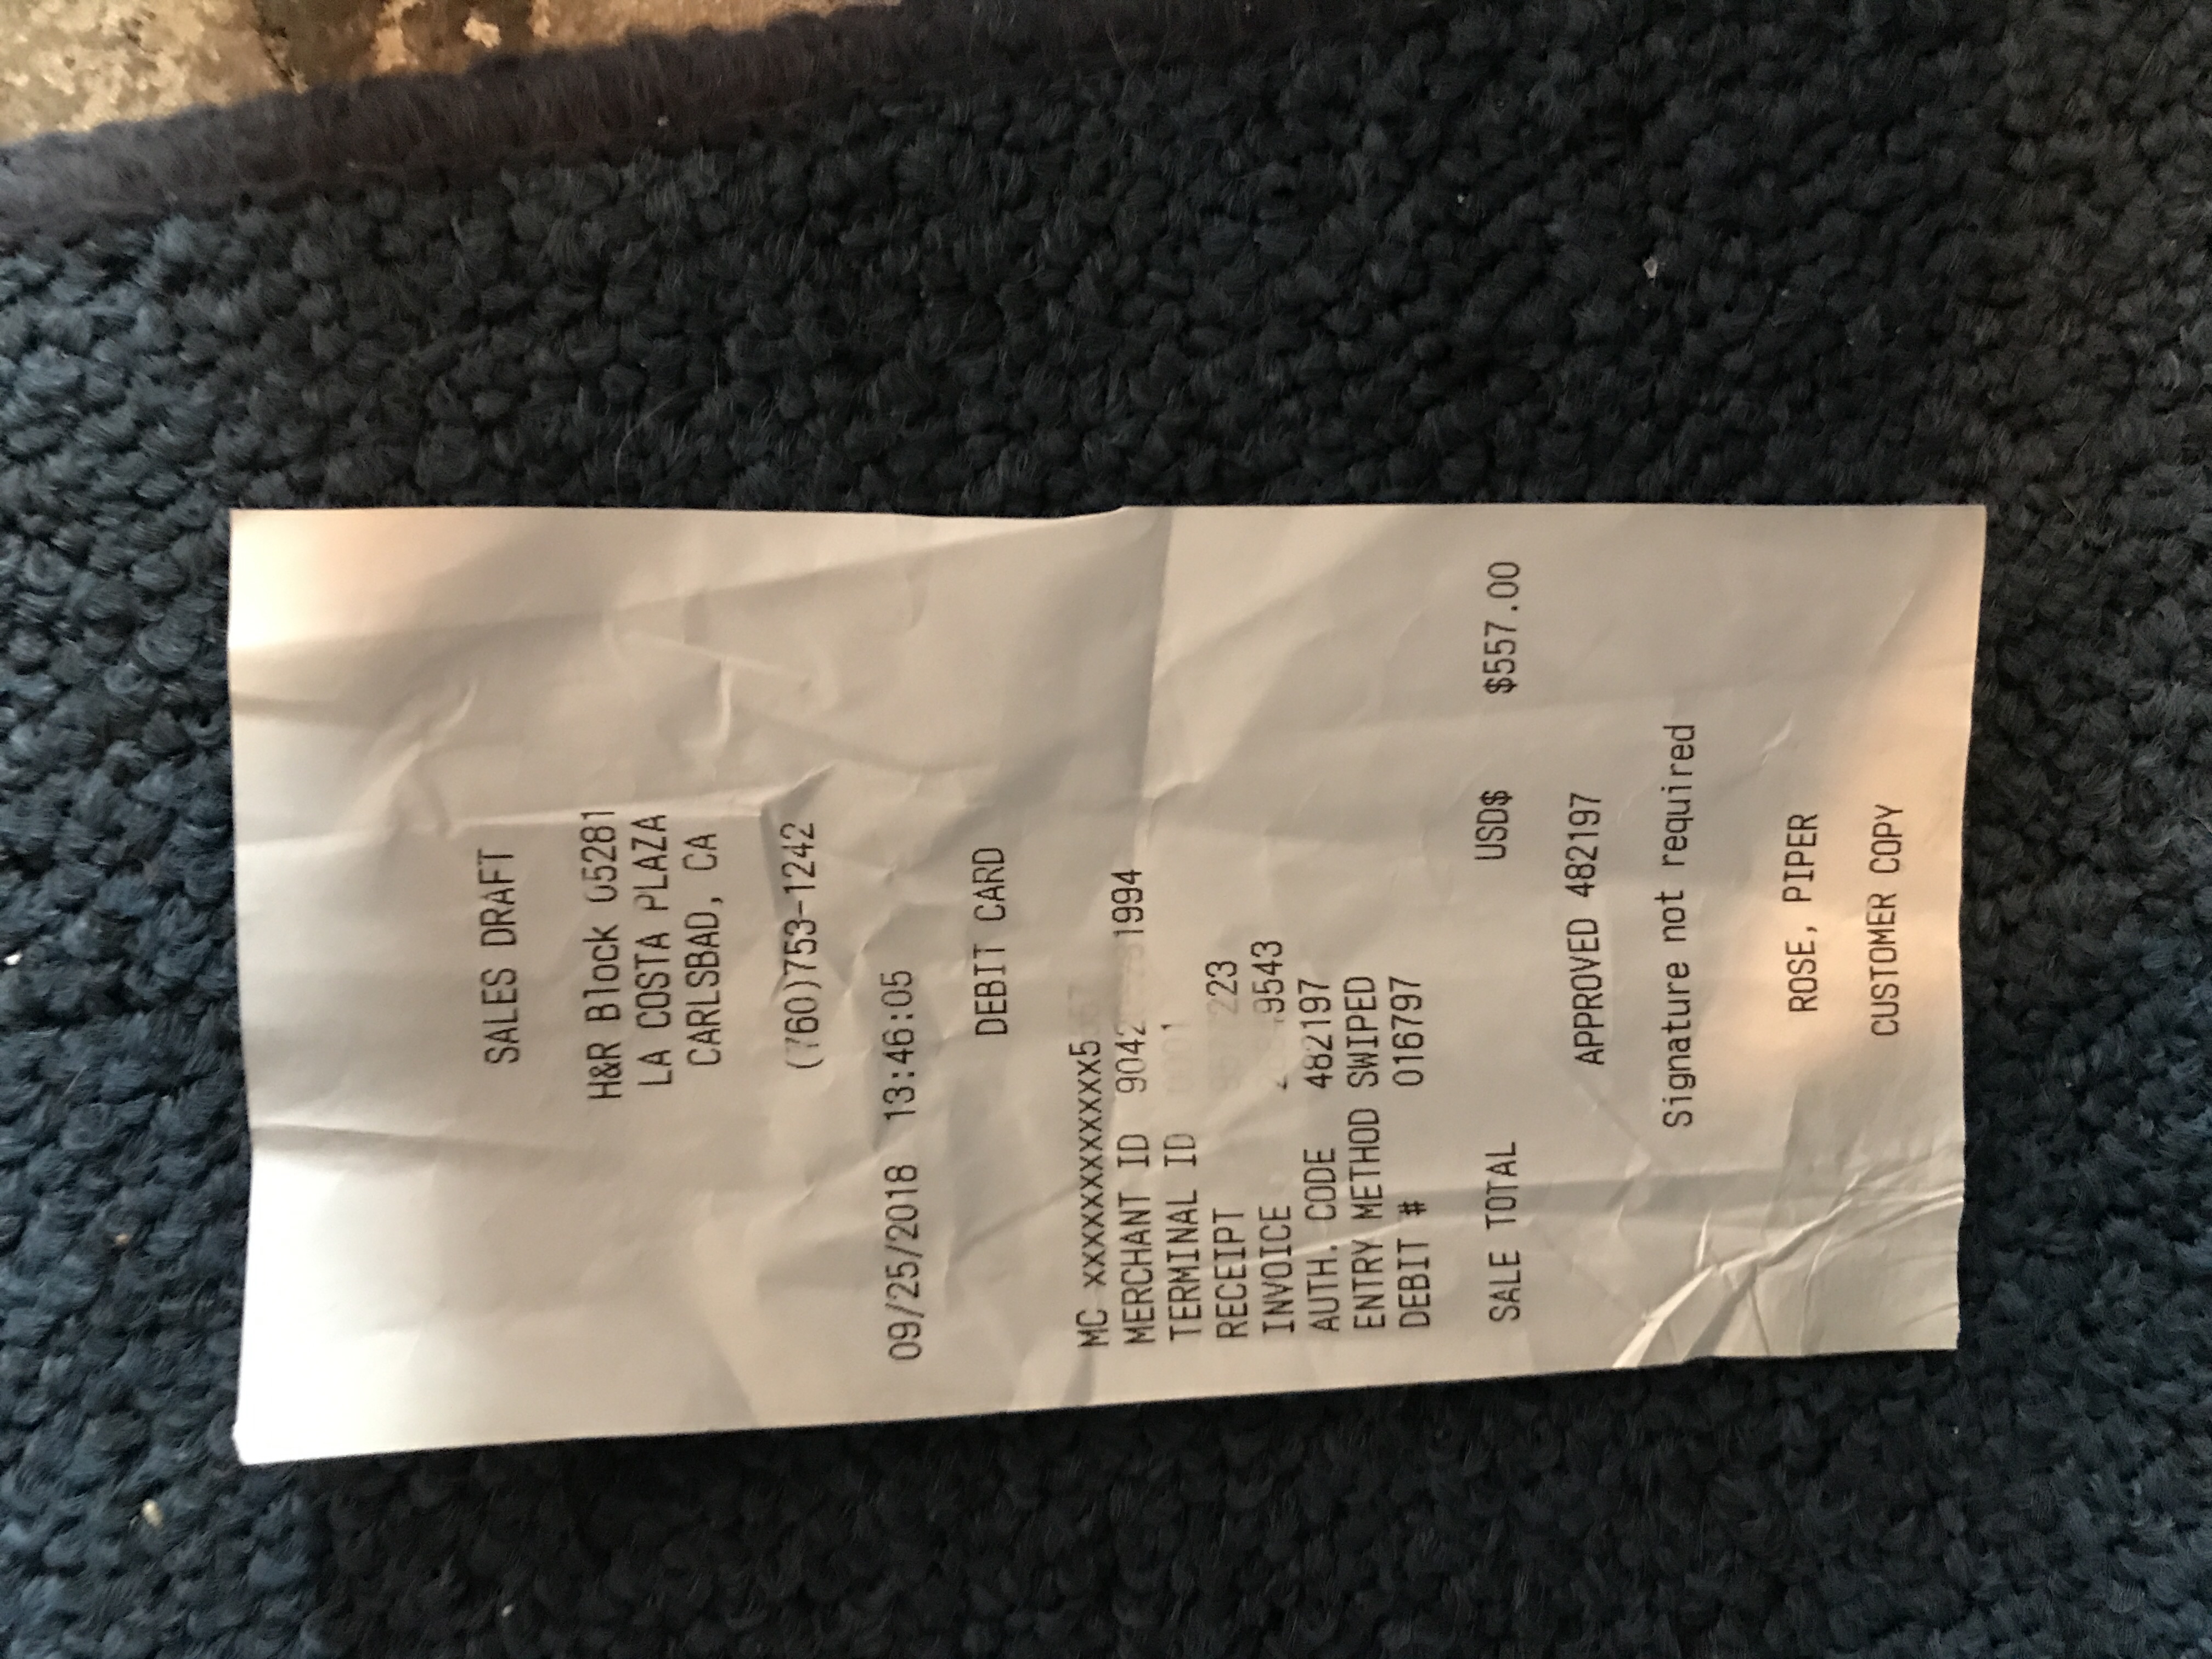 SALES DRAFT
H&R Block 05281
LA COSTA PLAZA
CARLSBAD, CA
(760)753-1242
09/25/2018 13:46:05
DEBIT CARD
MC
MERCHANT ID
TERMINAL ID
RECEIPT
INVOICE
AUTH. CODE 482197
ENTRY METHOD SWIPED
DEBIT # 016797
SALE TOTAL USD$ $557.00
APPROVED 482197
Signature not required
ROSE, PIPER
CUSTOMER COPY